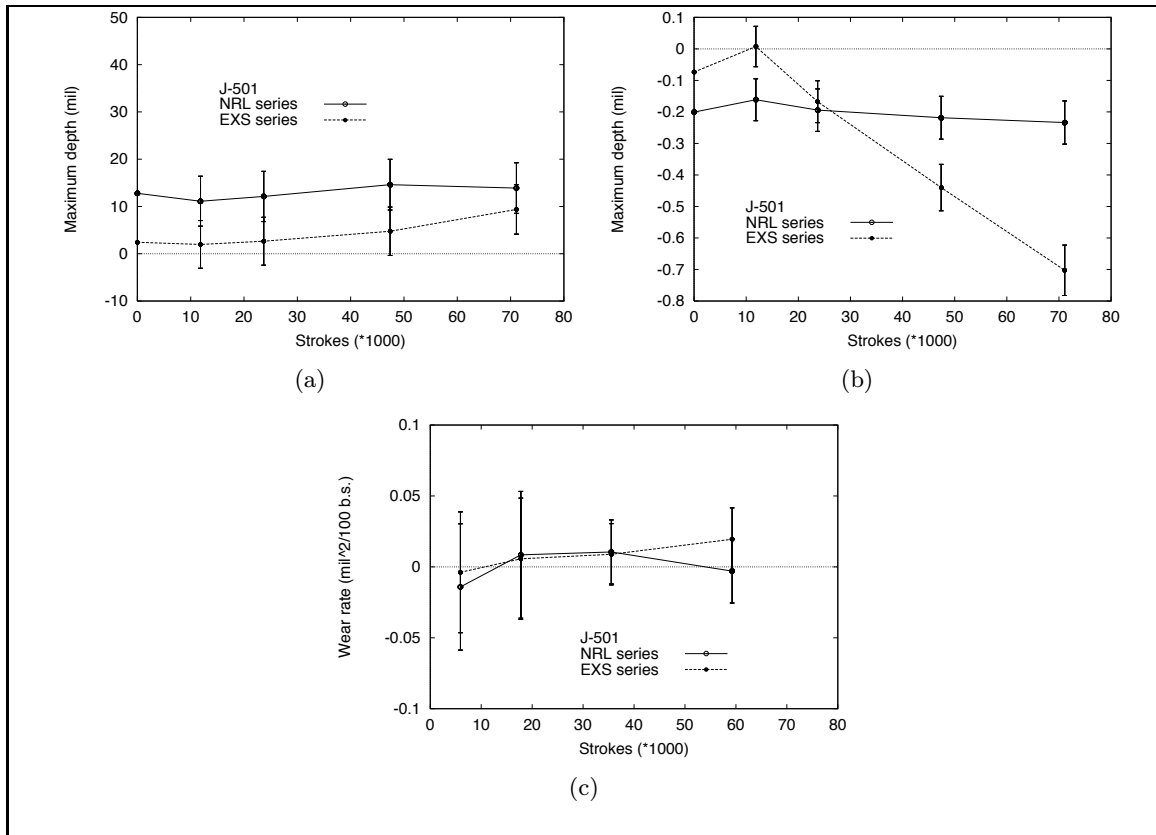 50
40
30
20
10
0
-10
Maximum depth (mil)
J-501
NRL series
EXS series
0 10 20 30 40 50 60 70 80
Strokes (*1000)
(a)
0.1
0
-0.1
-0.2
-0.3
-0.4
-0.5
-0.6
-0.7
-0.8
Maximum depth (mil)
J-501
NRL series
EXS series
0 10 20 30 40 50 60 70 80
Strokes (*1000)
(b)
0.1
0.05
0
-0.05
-0.1
Wear rate (mil^2/100 b.s.)
J-501
NRL series
EXS series
0 10 20 30 40 50 60 70 80
Strokes (*1000)
(c)